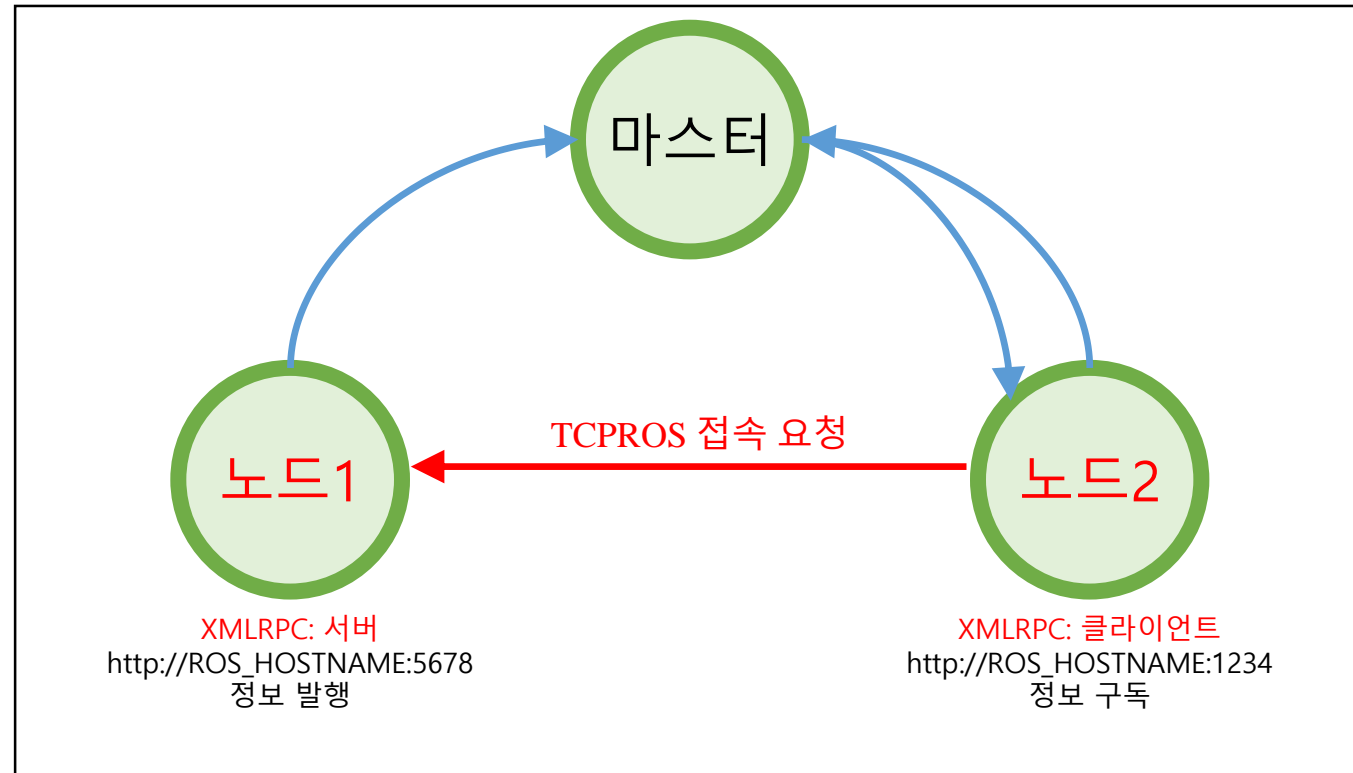 마스터
TCPROS 접속 요청
노드1
노드2
XMLRPC: 서버
http://ROS_HOSTNAME:5678
정보 발행
XMLRPC: 클라이언트
http://ROS_HOSTNAME:1234
정보 구독